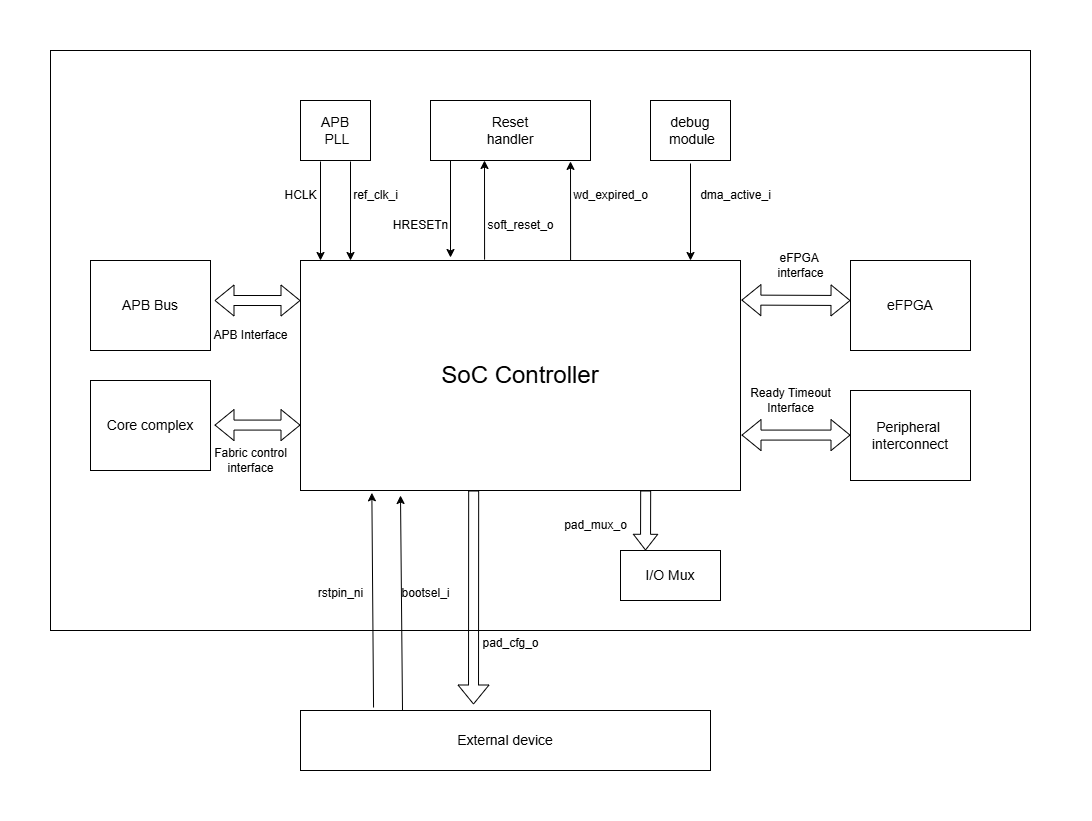 APB
PLL
Reset
handler
debug
module
HCLK
ref_clk_i
HRESETn
soft_reset_o
wd_expired_o
dma_active_i
APB Bus
APB Interface
eFPGA
interface
eFPGA
SoC Controller
Core complex
Fabric control
interface
Ready Timeout
Interface
Peripheral
interconnect
pad_mux_o
I/O Mux
rstpin_ni
bootsel_i
pad_cfg_o
External device